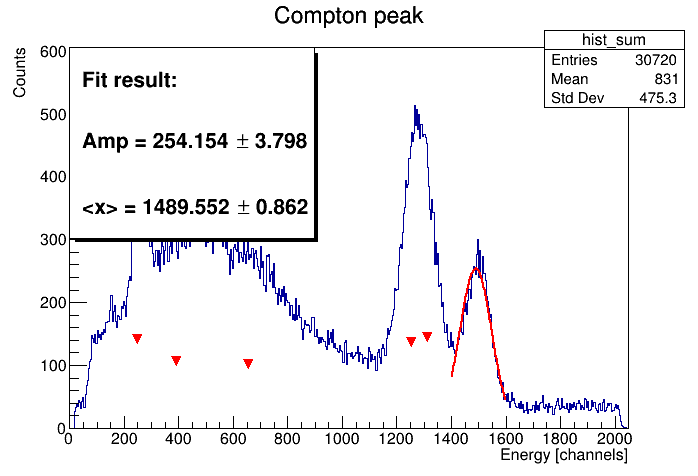 Compton peak
hist_sum
Entries 30720
Mean 831
Std Dev 475.3
Counts
Fit result:
Amp = 254.154 ± 3.798
<x> = 1489.552 ± 0.862
600
500
400
300
200
100
0
0 200 400 600 800 1000 1200 1400 1600 1800 2000
Energy [channels]